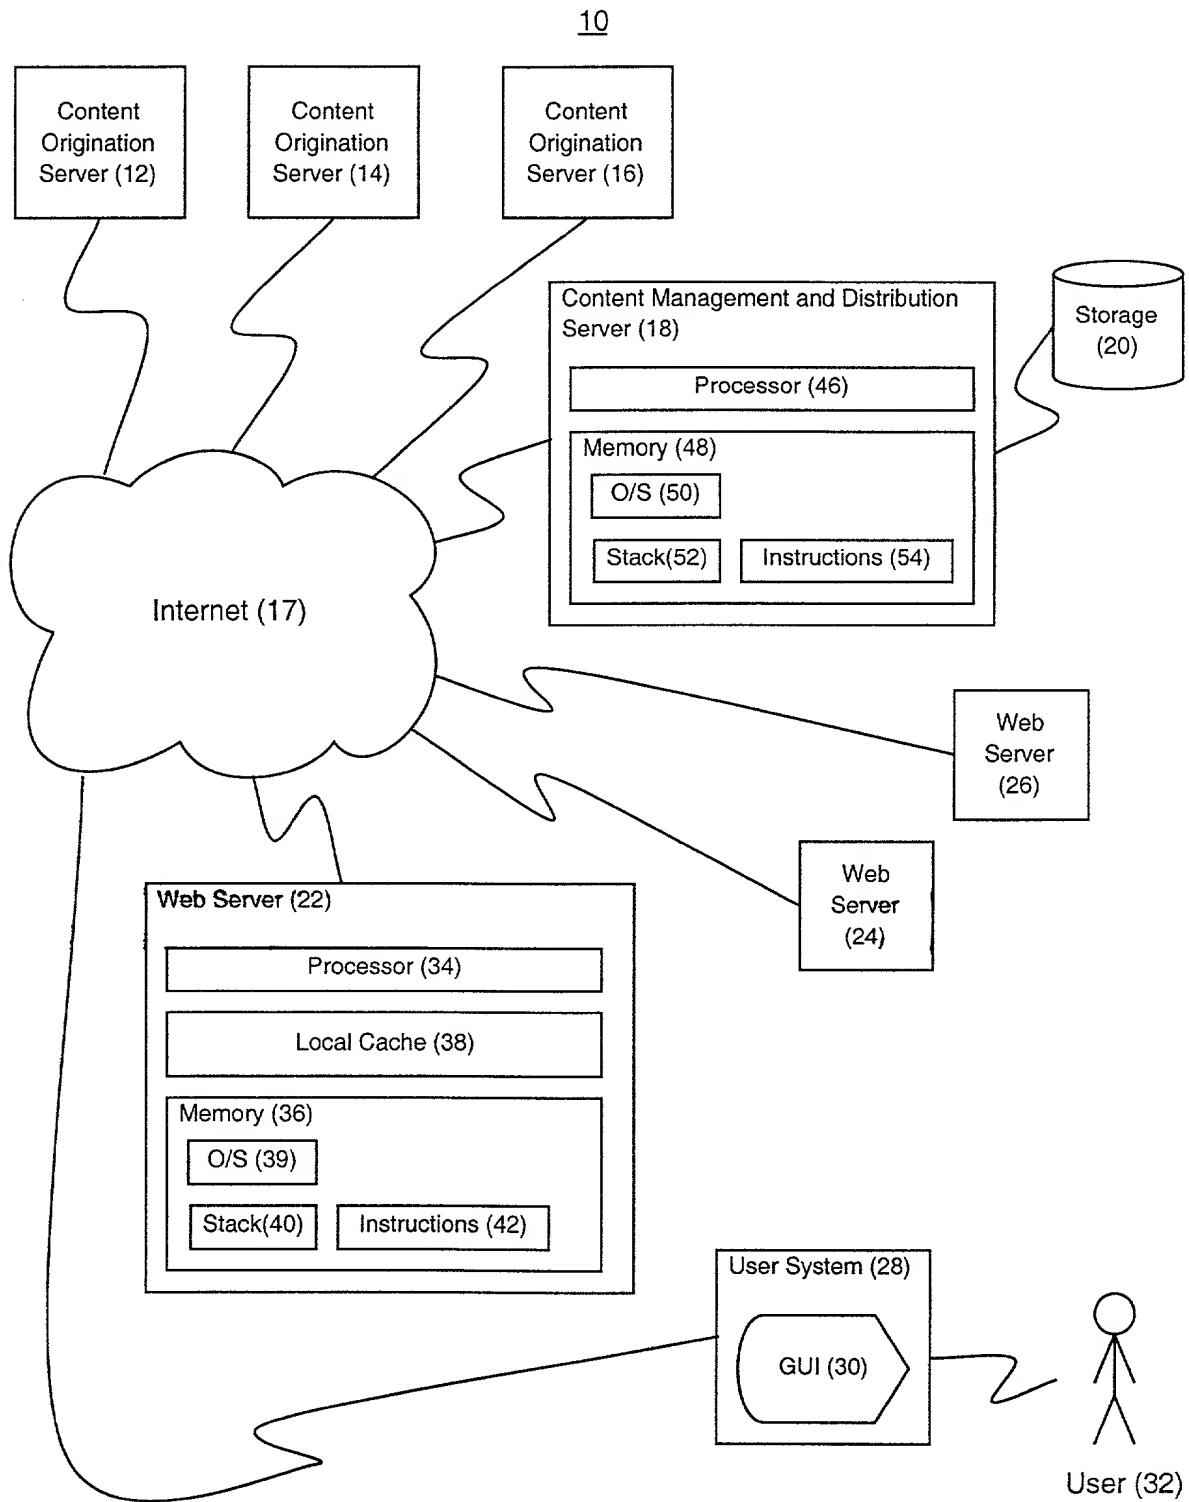 10
Content
Origination
Server (12)
Content
Origination
Server (14)
Content
Origination
Server (16)
Content Management and Distribution
Server (18)
Processor (46)
Memory (48)
O/S (50)
Stack(52)
Instructions (54)
Storage
(20)
Internet (17)
Web
Server
(26)
Web
Server
(24)
Web Server (22)
Processor (34)
Local Cache (38)
Memory (36)
O/S (39)
Stack(40)
Instructions (42)
User System (28)
GUI (30)
User (32)